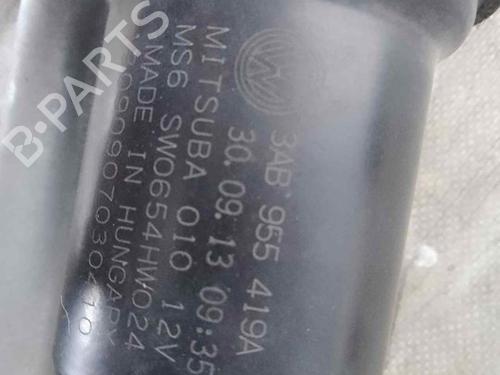 3AB 955 419A
30.09.13 09:35
MITSUBA 010 12V
MS6 SW0654HW024
MADE IN HUNGARY
B-PARTS